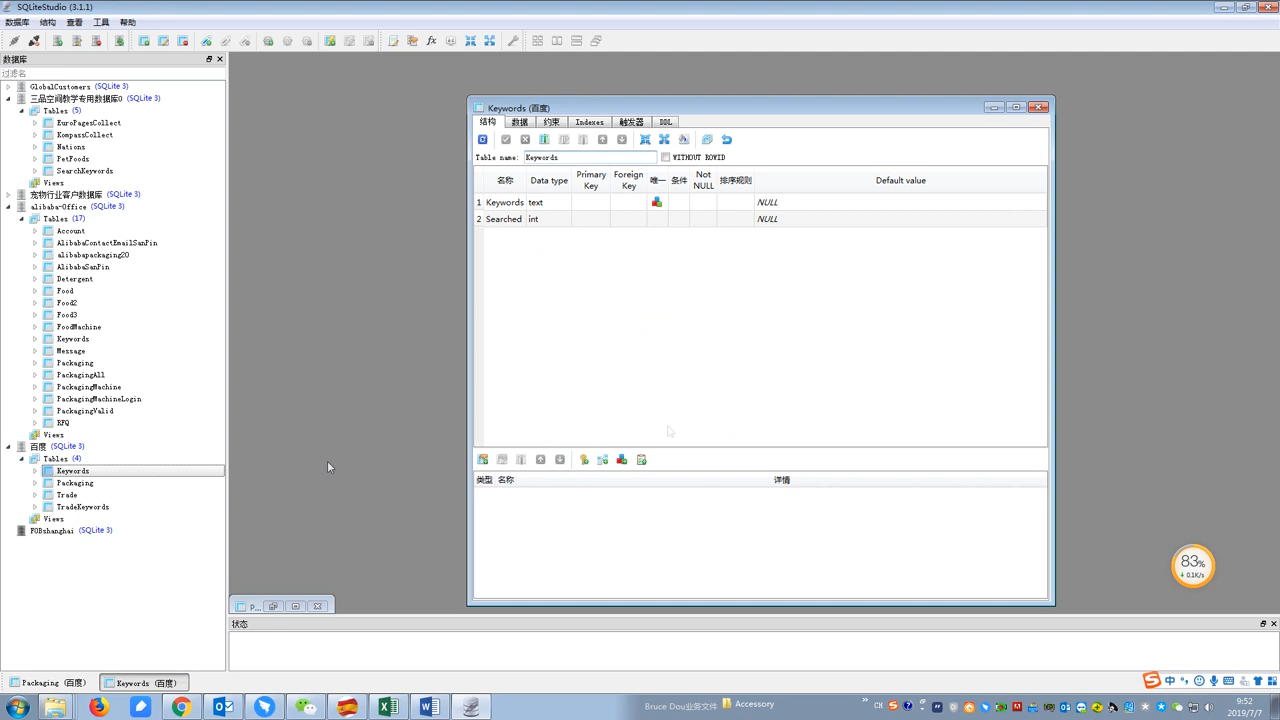 SQLiteStudio (3.1.1)
数据库 结构 查看 工具 帮助
数据库
过滤名
GlobalCustomers (SQLite 3)
三品空间教学专用数据库0 (SQLite 3)
Tables (5)
EuroPagesCollect
KompassCollect
Nations
PetFoods
SearchKeywords
Views
宠物行业客户数据库 (SQLite 3)
alibaba-Office (SQLite 3)
Tables (17)
Account
AlibabaContactEmailSanPin
alibabapackaging20
AlibabaSanPin
Detergent
Food
Food2
Food3
FoodMachine
Keywords
Message
Packaging
PackagingAll
PackagingMachine
PackagingMachineLogin
PackagingValid
RFQ
Views
百度 (SQLite 3)
Tables (4)
Keywords
Packaging
Trade
TradeKeywords
Views
FOBshanghai (SQLite 3)
Keywords (百度)
结构 数据 约束 Indexes 触发器 DDL
Table name: Keywords WITHOUT ROWID
名称 Data type Primary Key Foreign Key 唯一 条件 Not NULL 排序规则 Default value
1 Keywords text NULL
2 Searched int NULL
类型 名称 详情
P...
83%
0.1K/s
状态
Packaging (百度) Keywords (百度)
中
Bruce Dou业务文件 Accessory
CH
9:52
2019/7/7